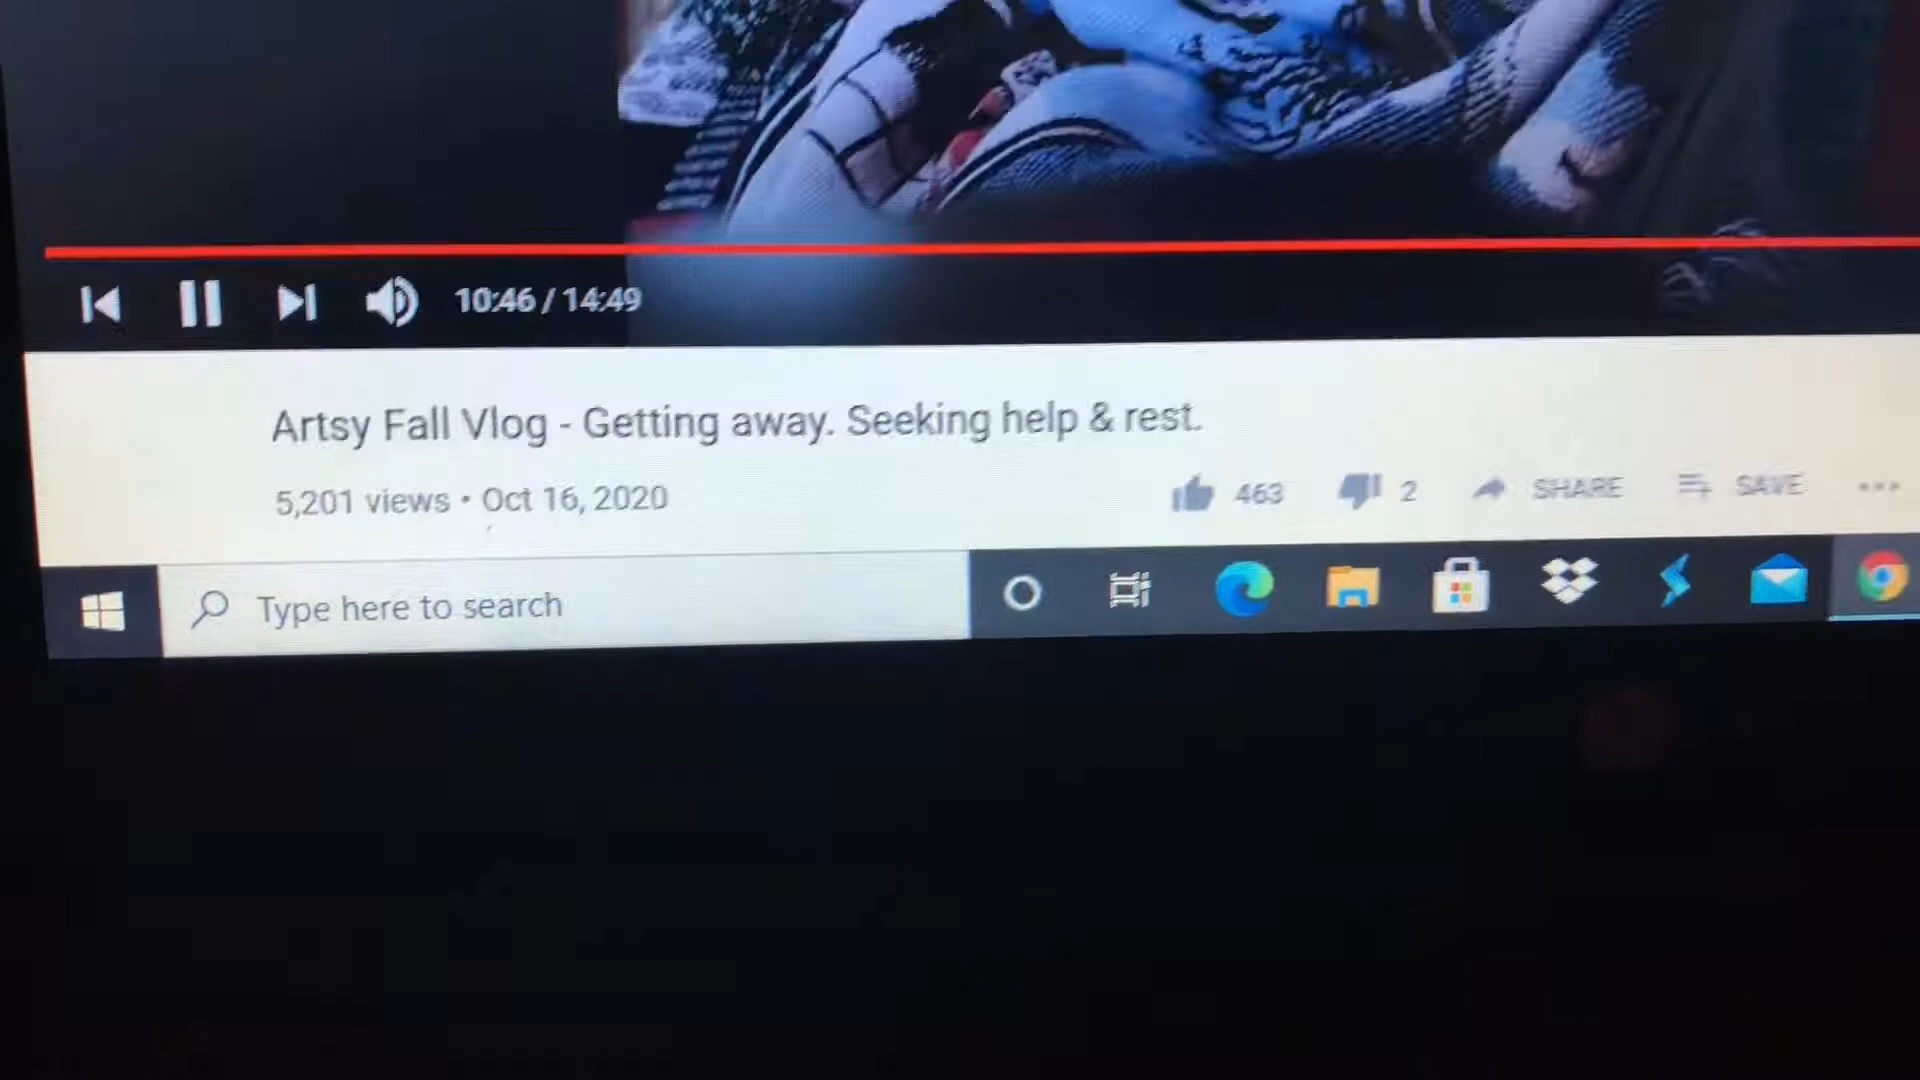 10:46 / 14:49
Artsy Fall Vlog - Getting away. Seeking help & rest.
5,201 views • Oct 16, 2020
463 2 SHARE SAVE
Type here to search